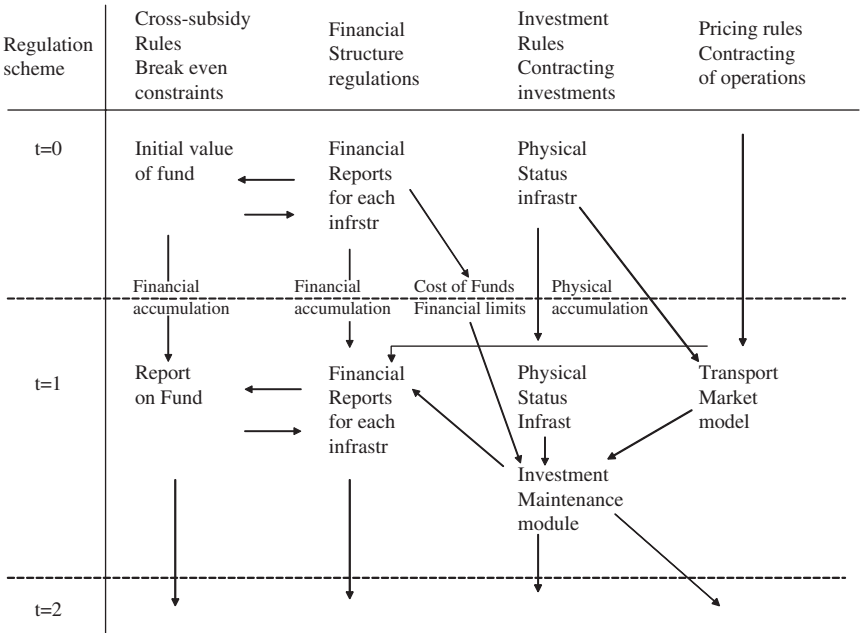 Regulation
scheme
Cross-subsidy
Rules
Break even
constraints
Financial
Structure
regulations
Investment
Rules
Contracting
investments
Pricing rules
Contracting
of operations
t=0
Initial value
of fund
Financial
Reports
for each
infrstr
Physical
Status
infrastr
Financial
accumulation
Financial
accumulation
Cost of Funds
Financial limits
Physical
accumulation
t=1
Report
on Fund
Financial
Reports
for each
infrastr
Physical
Status
Infrast
Transport
Market
model
Investment
Maintenance
module
t=2